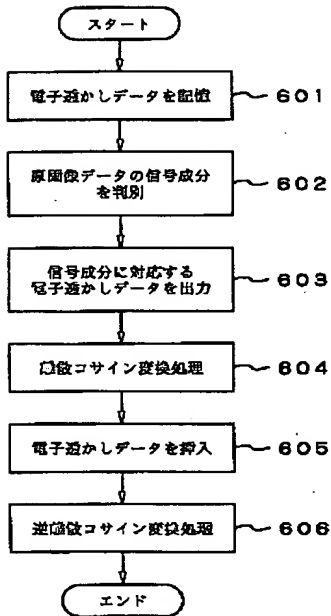 スタート
電子透かしデータを記憶
601
原画像データの信号成分
を判別
602
信号成分に対応する
電子透かしデータを出力
603
離散コサイン変換処理
604
電子透かしデータを挿入
605
逆離散コサイン変換処理
606
エンド